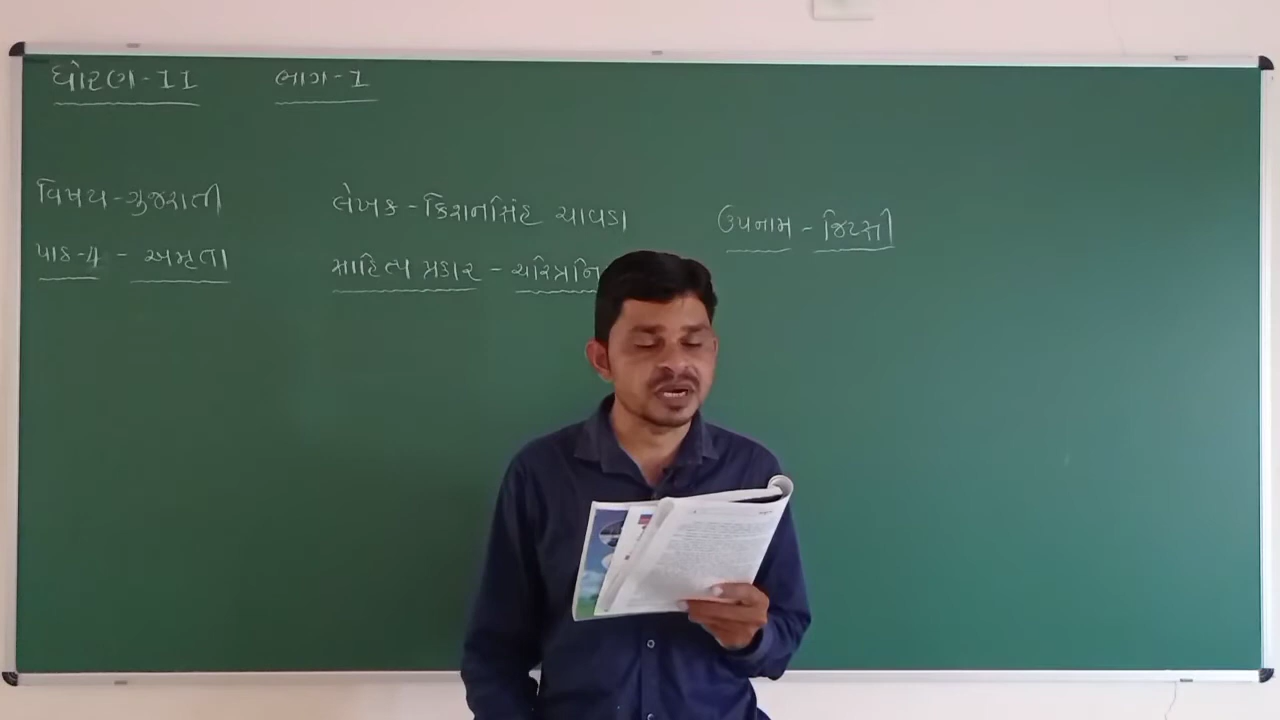 ધોરણ-11 ભાગ-1
વિષય-ગુજરાતી
લેખક-કિશનસિંહ ચાવડા
ઉપનામ - જિપ્સી
પાઠ-4 - અમૃતા
સાહિત્ય પ્રકાર - ચરિત્રનિ